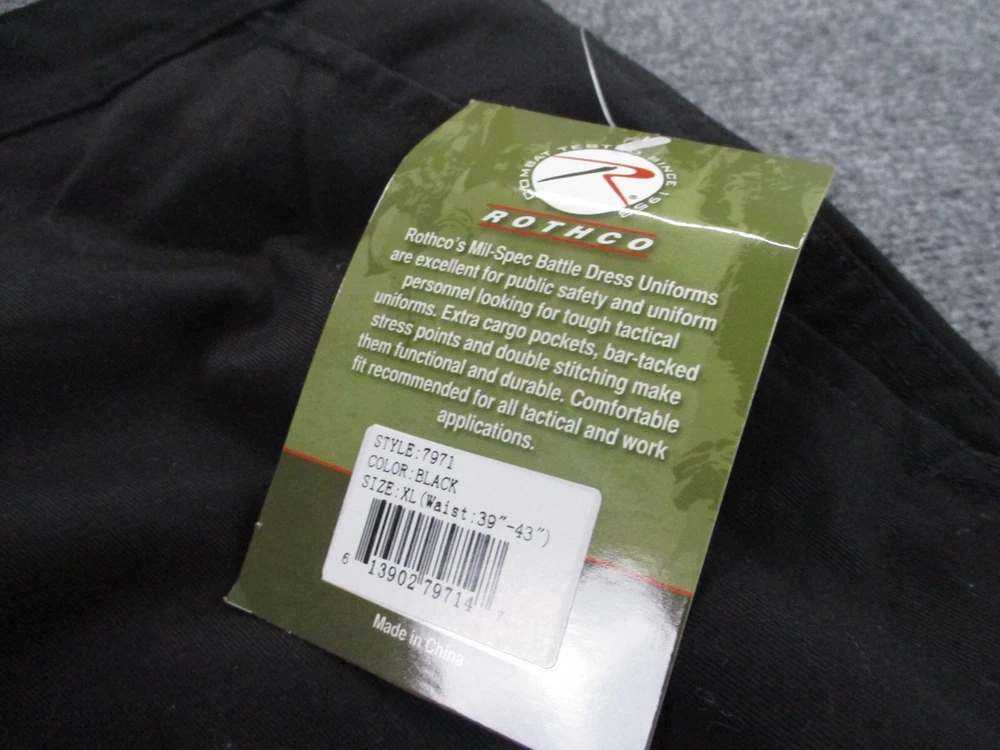 COMBAT TESTED SINCE 1953
R
ROTHCO
Rothco's Mil-Spec Battle Dress Uniforms
are excellent for public safety and uniform
personnel looking for tough tactical
uniforms. Extra cargo pockets, bar-tacked
stress points and double stitching make
them functional and durable. Comfortable
fit recommended for all tactical and work
applications.
STYLE:7971
COLOR:BLACK
SIZE:XL(Waist:39"-43")
6 13902 79714 7
Made in China